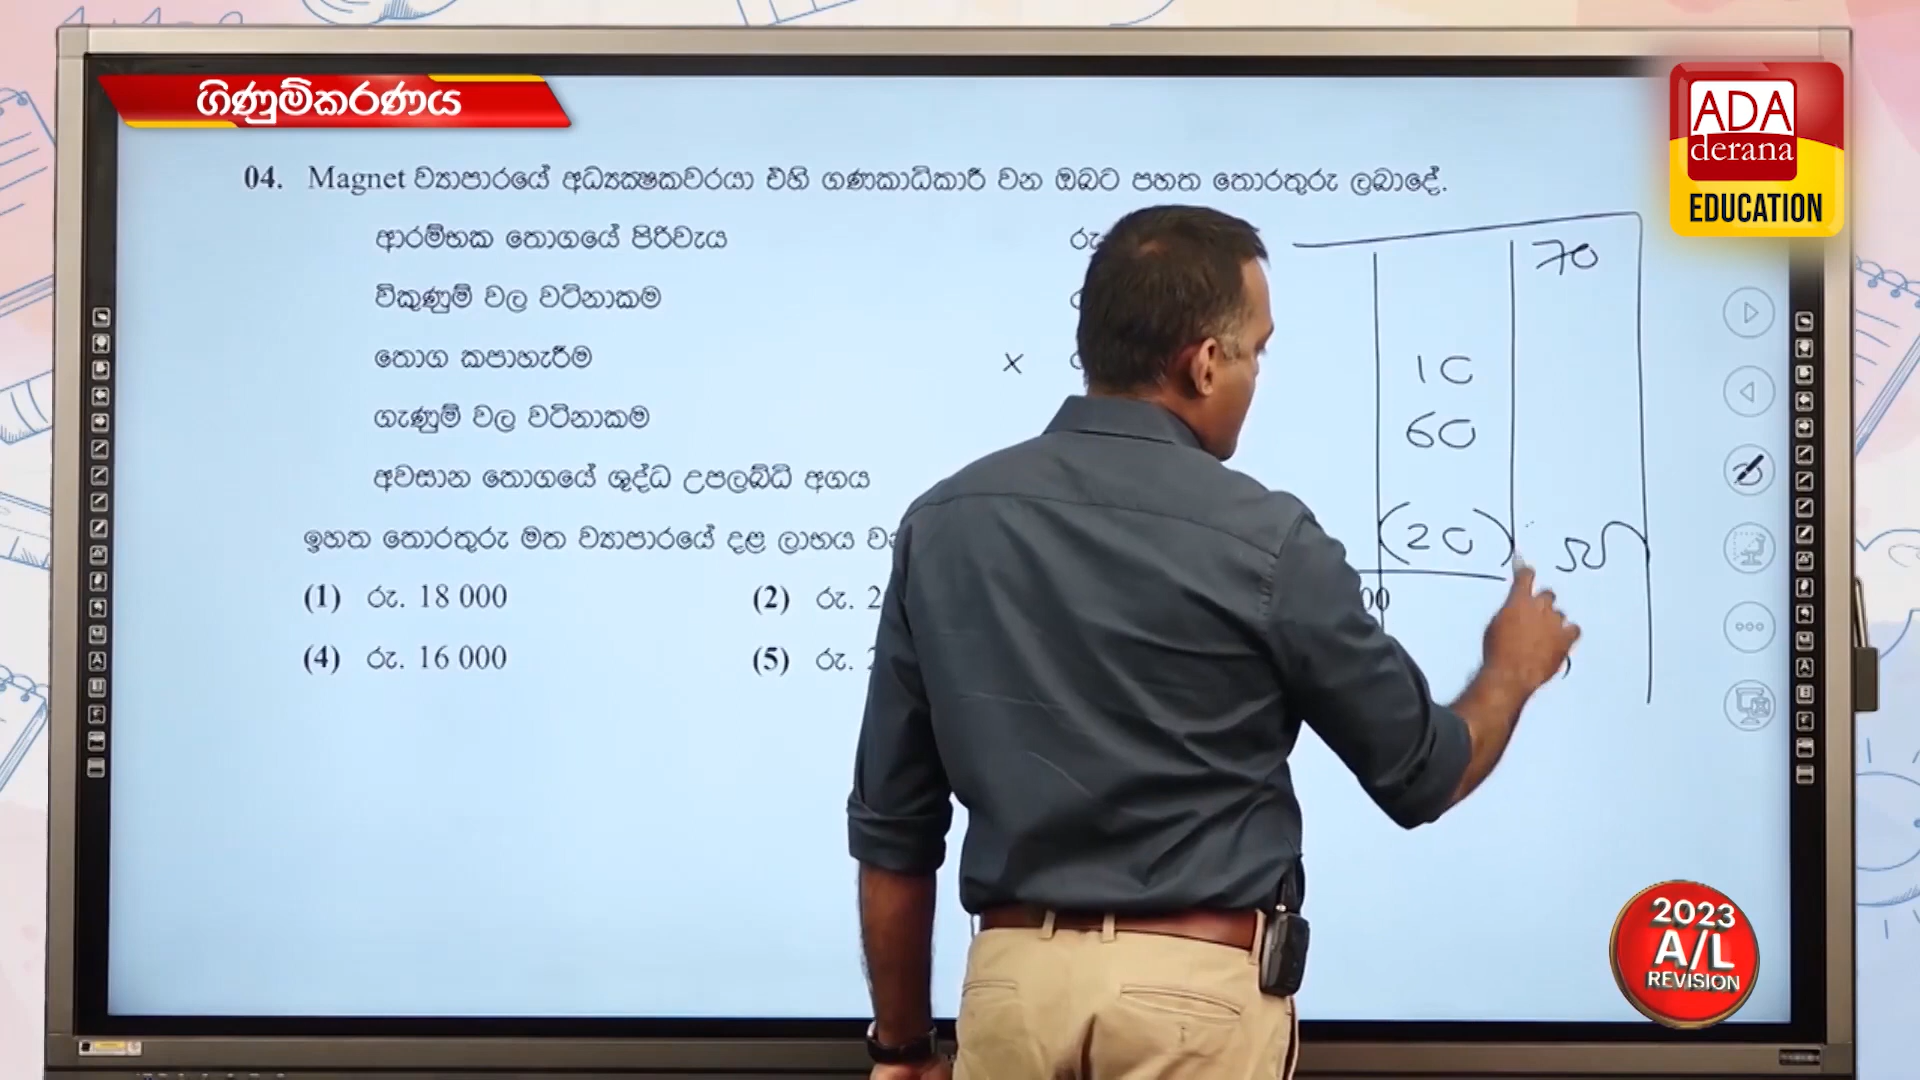 ගිණුම්කරණය
ADA
derana
EDUCATION
04. Magnet ව්‍යාපාරයේ අධ්‍යක්ෂකවරයා එහි ගණකාධිකාරී වන ඔබට පහත තොරතුරු ලබාදේ.
ආරම්භක තොගයේ පිරිවැය
විකුණුම් වල වටිනාකම
තොග කපාහැරීම ×
ගැණුම් වල වටිනාකම
අවසාන තොගයේ ශුද්ධ උපලබ්ධි අගය
ඉහත තොරතුරු මත ව්‍යාපාරයේ දළ ලාභය
(1) රු. 18 000 (2) රු. 2
(4) රු. 16 000 (5) රු. 2
70
10
60
(20) 50
2023
A/L
REVISION